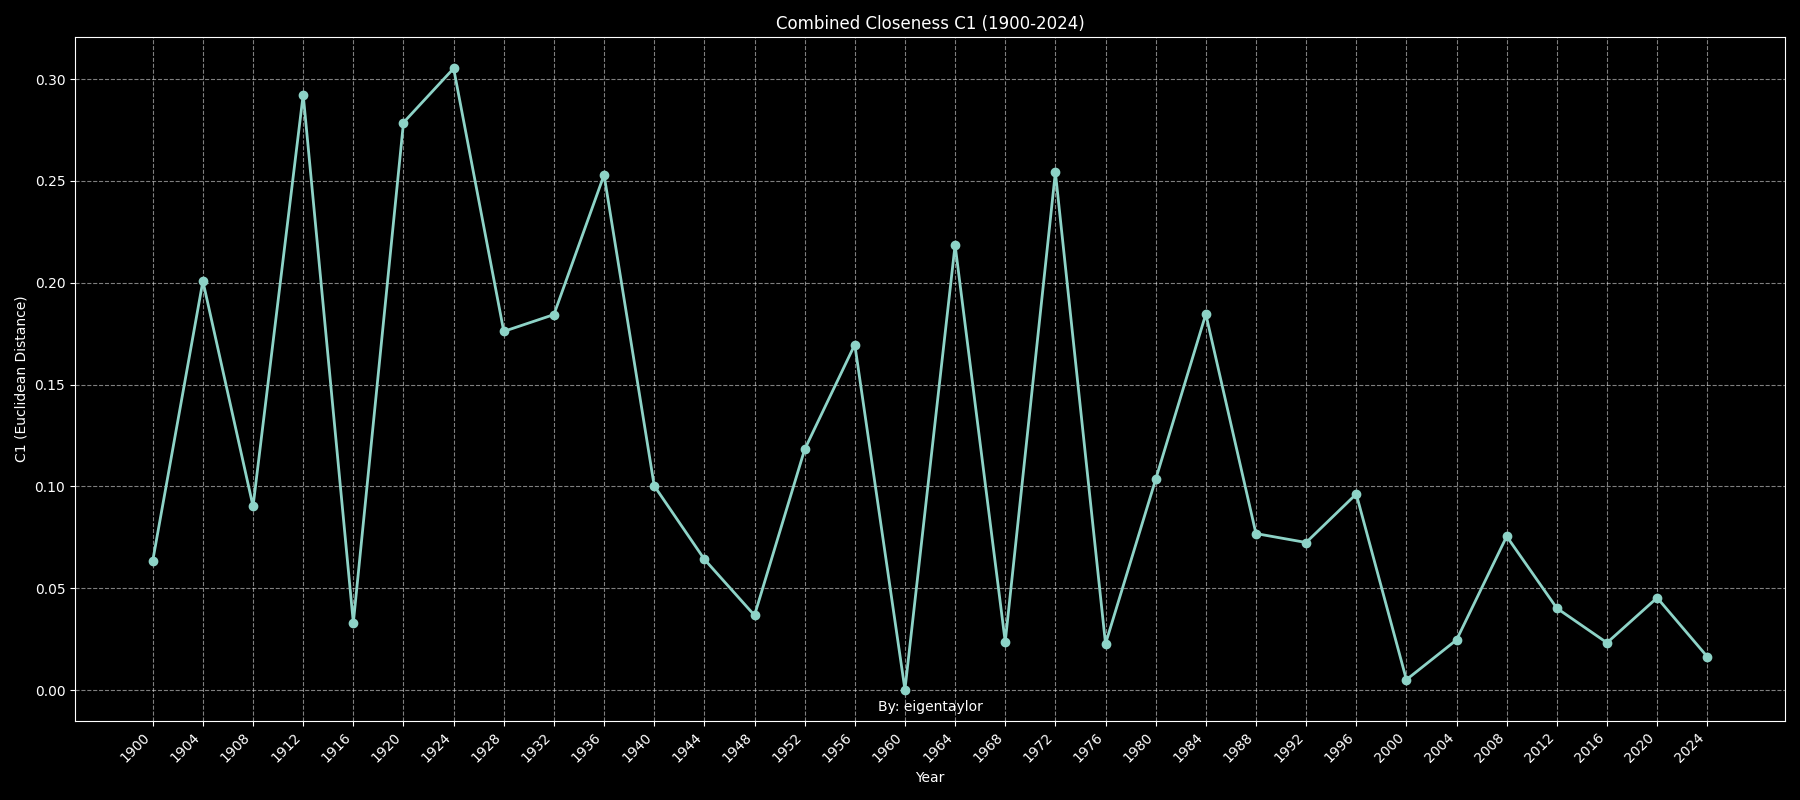 Combined Closeness C1 (1900-2024)
C1 (Euclidean Distance)
0.30
0.25
0.20
0.15
0.10
0.05
0.00
By: eigentaylor
1900 1904 1908 1912 1916 1920 1924 1928 1932 1936 1940 1944 1948 1952 1956 1960 1964 1968 1972 1976 1980 1984 1988 1992 1996 2000 2004 2008 2012 2016 2020 2024
Year